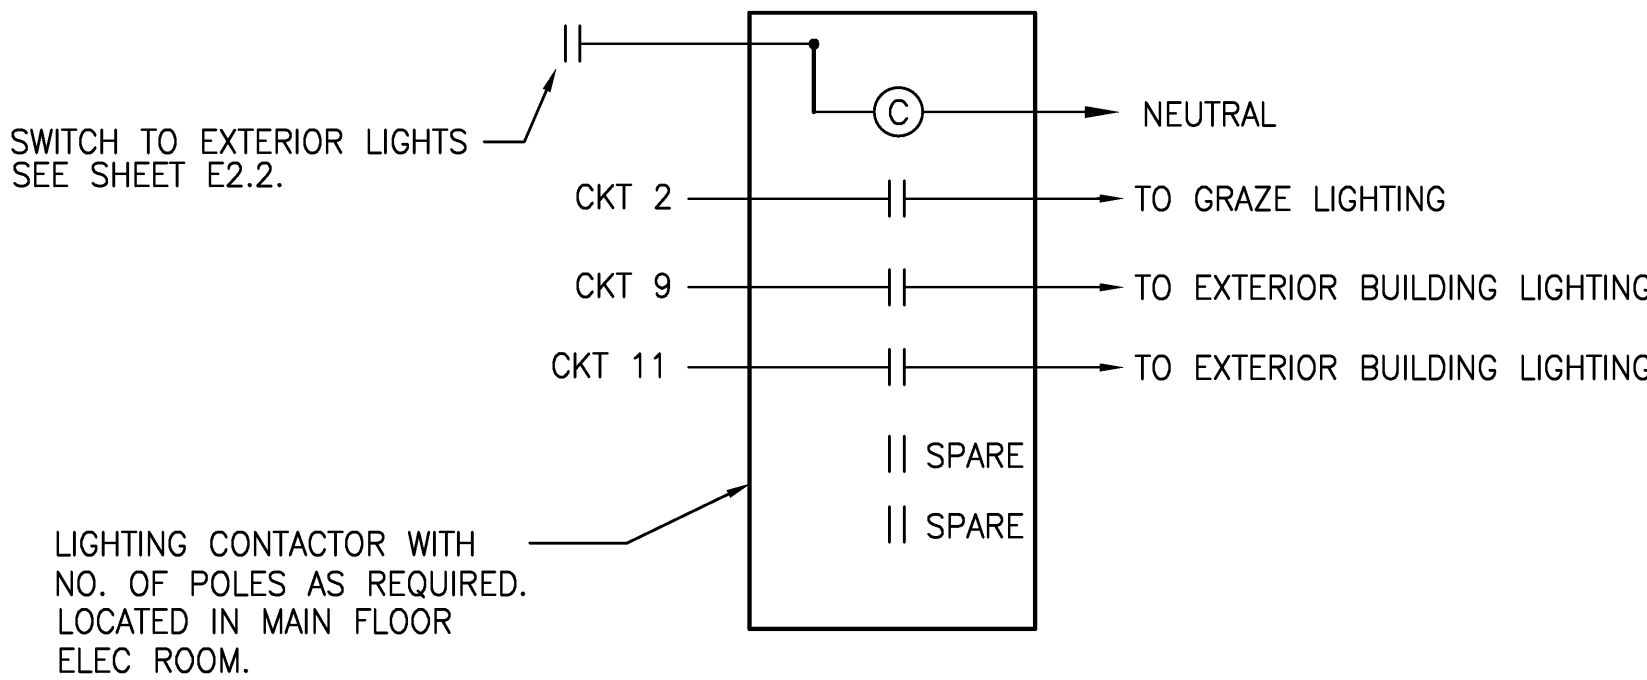 C
NEUTRAL
SWITCH TO EXTERIOR LIGHTS
SEE SHEET E2.2.
CKT 2
TO GRAZE LIGHTING
CKT 9
TO EXTERIOR BUILDING LIGHTING
CKT 11
TO EXTERIOR BUILDING LIGHTING
SPARE
SPARE
LIGHTING CONTACTOR WITH
NO. OF POLES AS REQUIRED.
LOCATED IN MAIN FLOOR
ELEC ROOM.